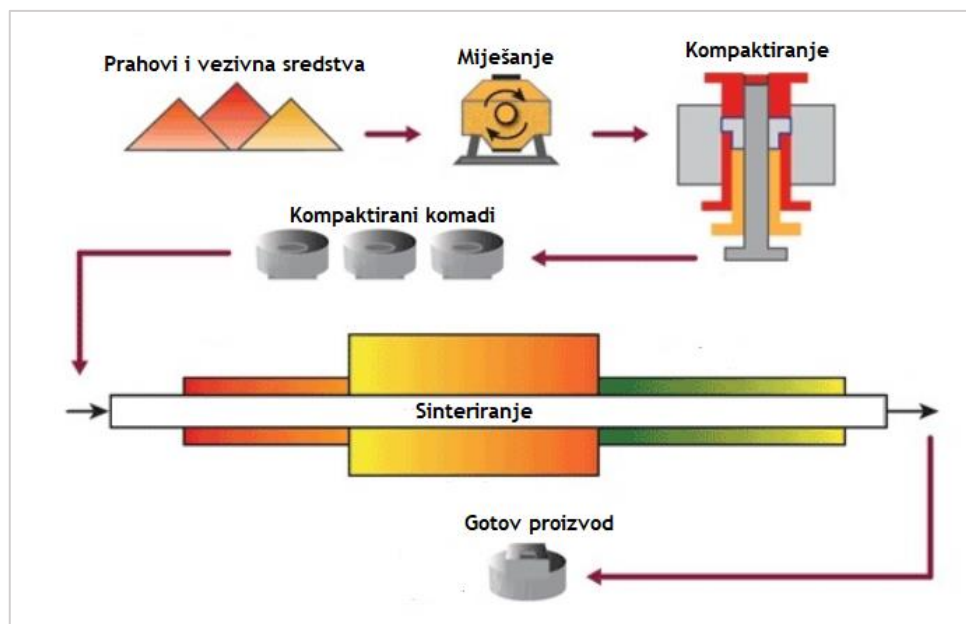 Prahovi i vezivna sredstva
Miješanje
Kompaktiranje
Kompaktirani komadi
Sinteriranje
Gotov proizvod